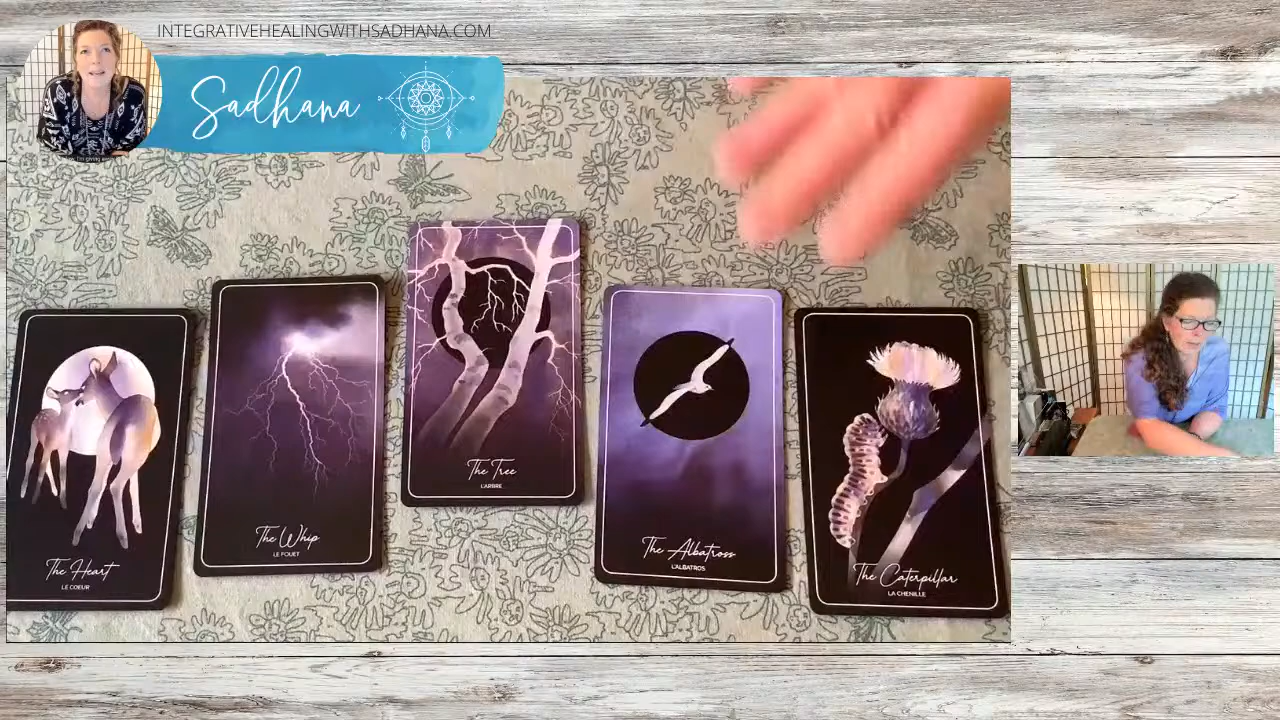 INTEGRATIVEHEALINGWITHSADHANA.COM
Sadhana
The Heart
LE COEUR
The Whip
LE FOUET
The Tree
L'ARBRE
The Albatross
L'ALBATROS
The Caterpillar
LA CHENILLE